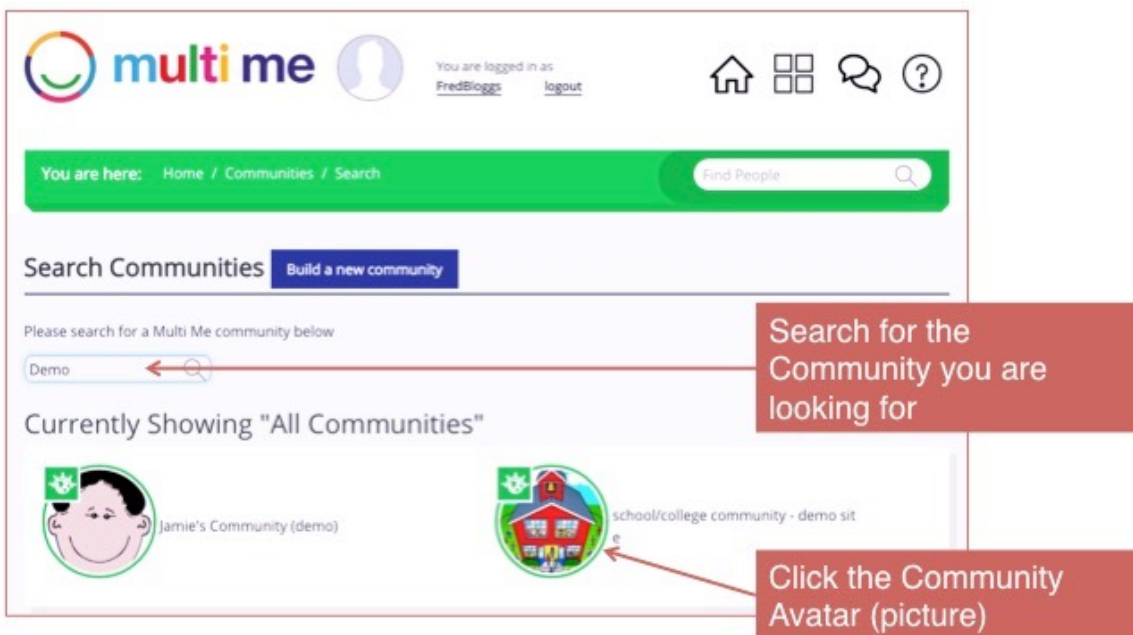 multi me
You are logged in as
FredBloggs logout
You are here: Home / Communities / Search
Find People
Search Communities
Build a new community
Please search for a Multi Me community below
Demo
Search for the
Community you are
looking for
Currently Showing "All Communities"
Jamie's Community (demo)
school/college community - demo sit
e
Click the Community
Avatar (picture)